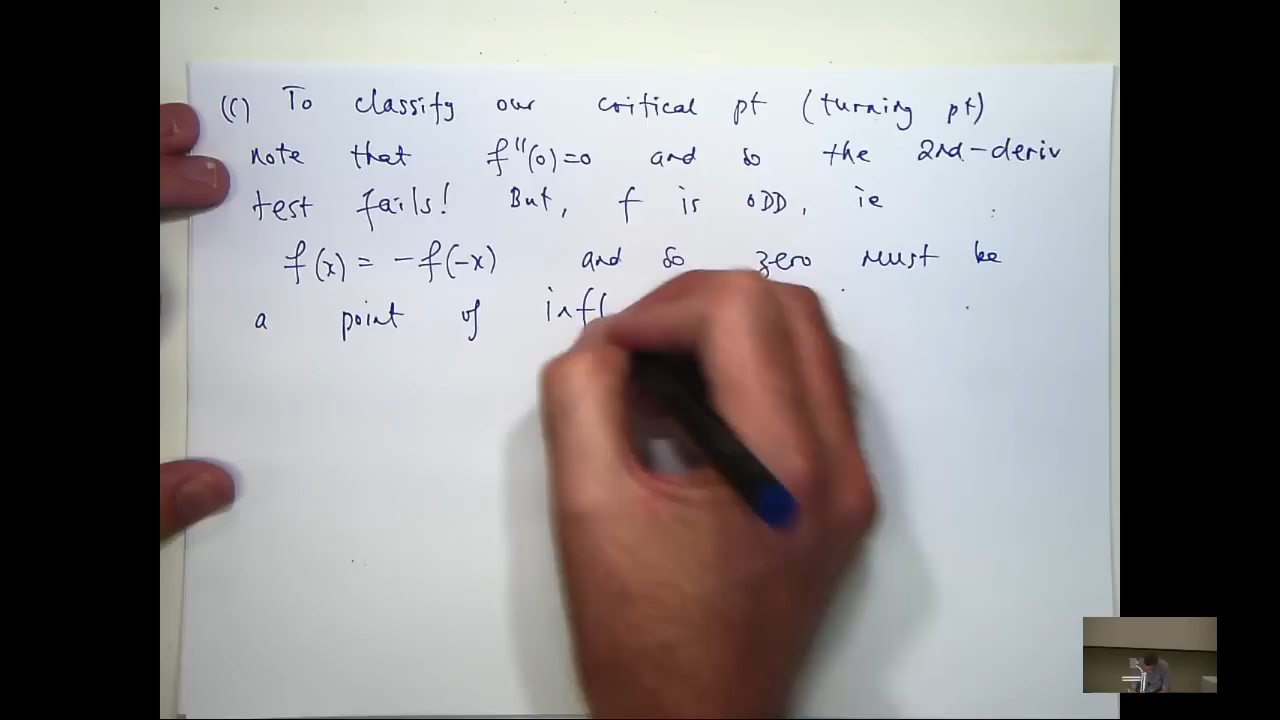 (c) To classify our critical pt (turning pt)
note that f''(0)=0 and so the 2nd-deriv
test fails! But, f is ODD, ie
f(x) = -f(-x) and so zero must be
a point of infl